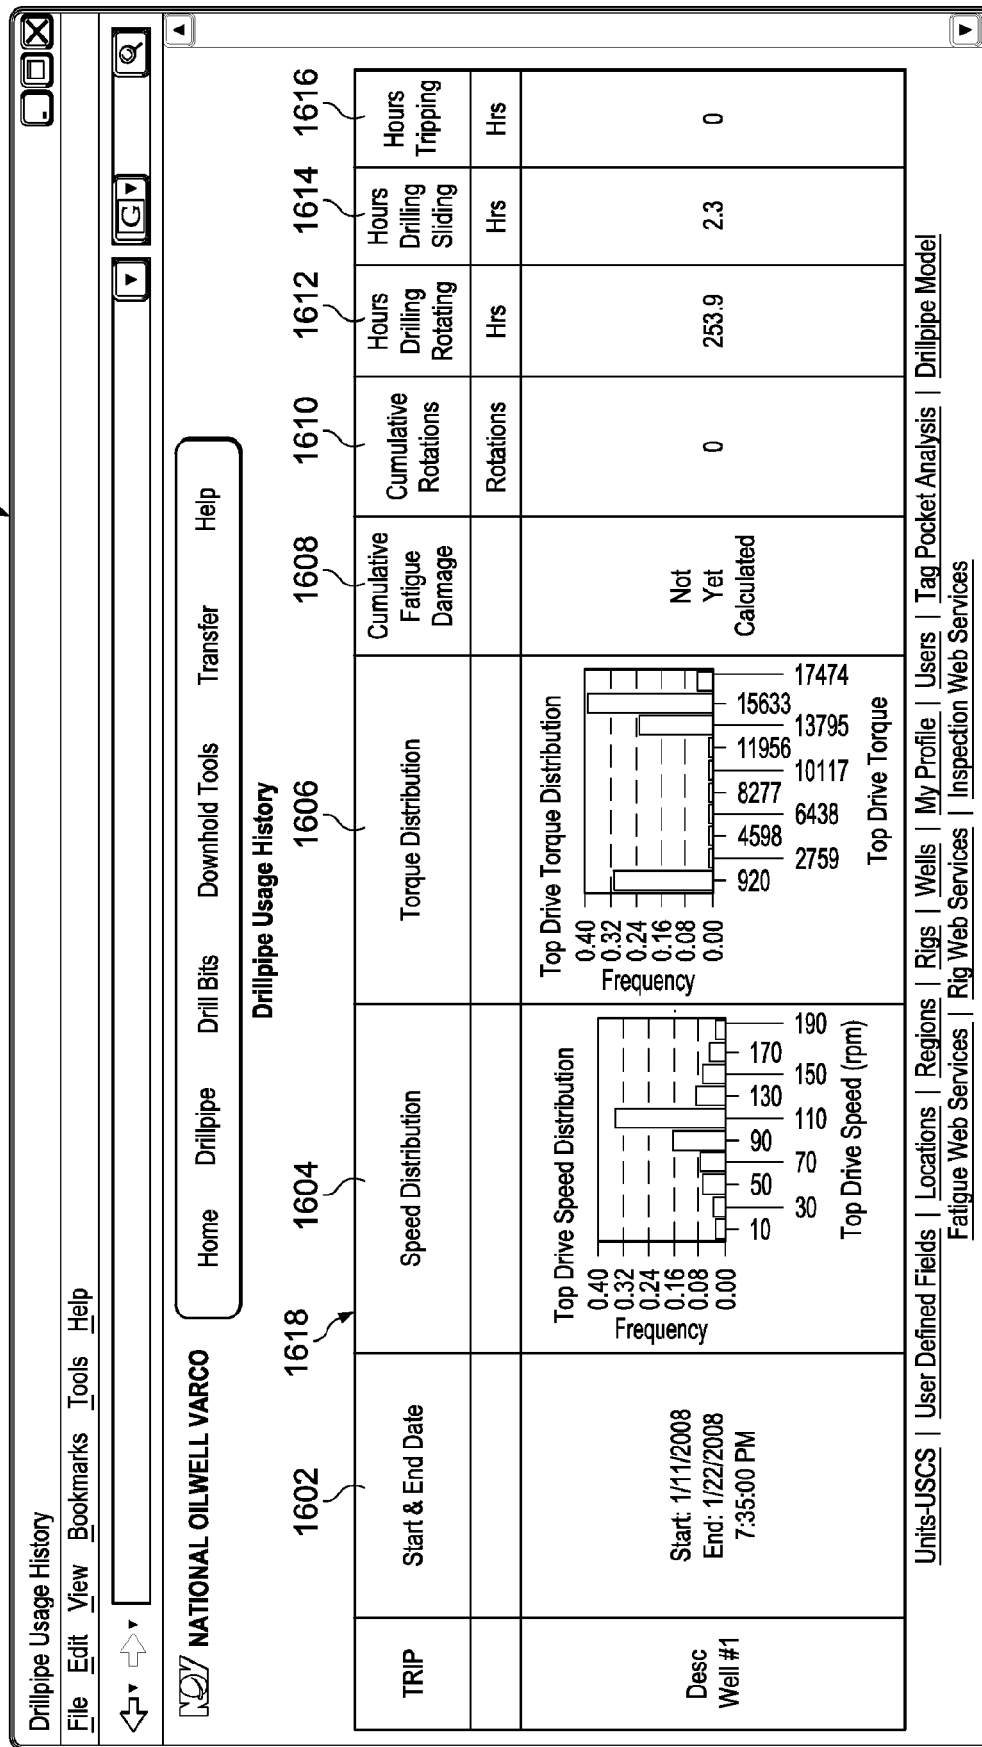 Drillpipe Usage History
File Edit View Bookmarks Tools Help
G
NOV NATIONAL OILWELL VARCO
Home Drillpipe Drill Bits Downhold Tools Transfer Help
Drillpipe Usage History
1602 1618 1604 1606 1608 1610 1612 1614 1616
TRIP
Start & End Date
Speed Distribution
Torque Distribution
Cumulative
Fatigue
Damage
Cumulative
Rotations
Hours
Drilling
Rotating
Hours
Drilling
Sliding
Hours
Tripping
Rotations
Hrs
Hrs
Hrs
Desc
Well #1
Start: 1/11/2008
End: 1/22/2008
7:35:00 PM
Top Drive Speed Distribution
0.40
0.32
0.24
0.16
0.08
0.00
Frequency
10 30 50 70 90 110 130 150 170 190
Top Drive Speed (rpm)
Top Drive Torque Distribution
0.40
0.32
0.24
0.16
0.08
0.00
Frequency
920 2759 4598 6438 8277 10117 11956 13795 15633 17474
Top Drive Torque
Not
Yet
Calculated
0
253.9
2.3
0
Units-USCS | User Defined Fields | Locations | Regions | Rigs | Wells | My Profile | Users | Tag Pocket Analysis | Drillpipe Model
Fatigue Web Services | Rig Web Services | Inspection Web Services